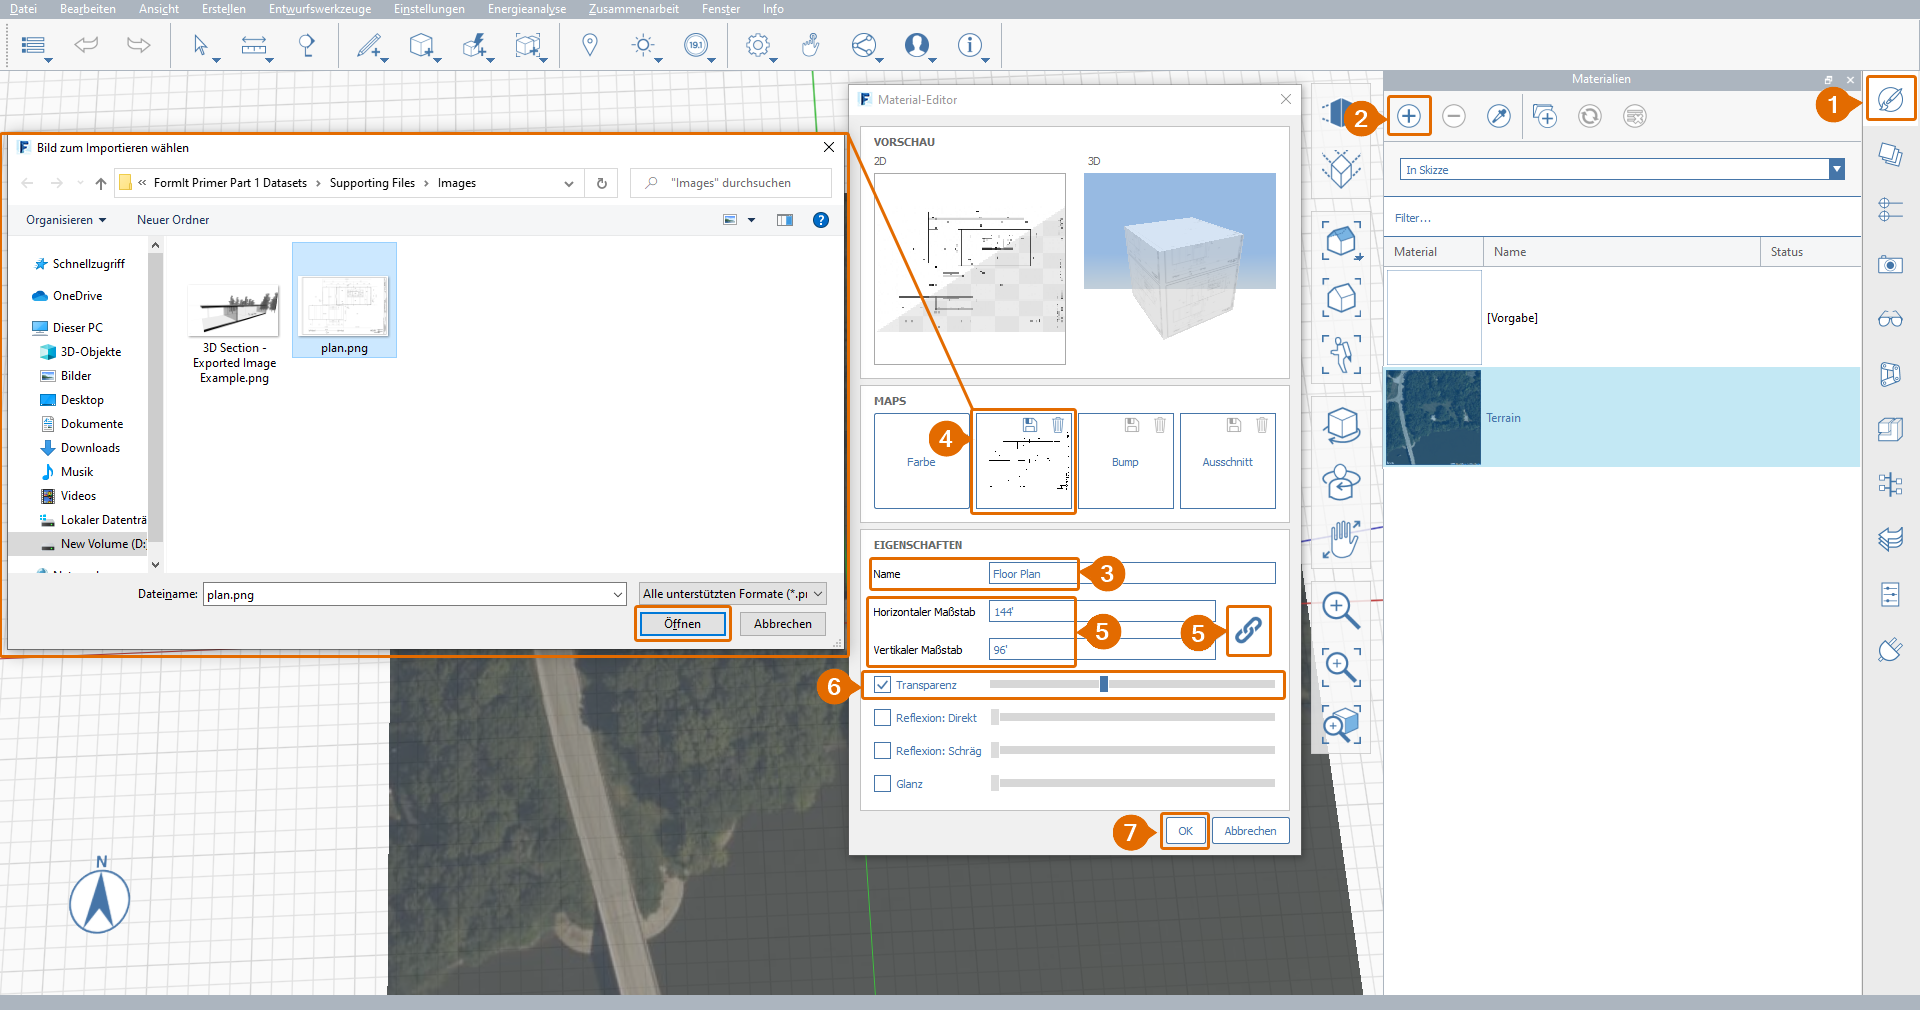 Datei Bearbeiten Ansicht Erstellen Entwurfswerkzeuge Einstellungen Energieanalyse Zusammenarbeit Fenster Info
19.1
Materialien
1
2
In Skizze
Filter...
Material Name Status
[Vorgabe]
Terrain
Bild zum Importieren wählen
« FormIt Primer Part 1 Datasets › Supporting Files › Images
"Images" durchsuchen
Organisieren Neuer Ordner
Schnellzugriff
OneDrive
Dieser PC
3D-Objekte
Bilder
Desktop
Dokumente
Downloads
Musik
Videos
Lokaler Datenträ
New Volume (D:
3D Section -
Exported Image
Example.png
plan.png
Dateiname: plan.png
Alle unterstützten Formate (*.pr
Öffnen Abbrechen
Material-Editor
VORSCHAU
2D 3D
MAPS
4
Farbe Bump Ausschnitt
EIGENSCHAFTEN
Name Floor Plan 3
Horizontaler Maßstab 144'
5 5
Vertikaler Maßstab 96'
6 Transparenz
Reflexion: Direkt
Reflexion: Schräg
Glanz
7 OK Abbrechen
N